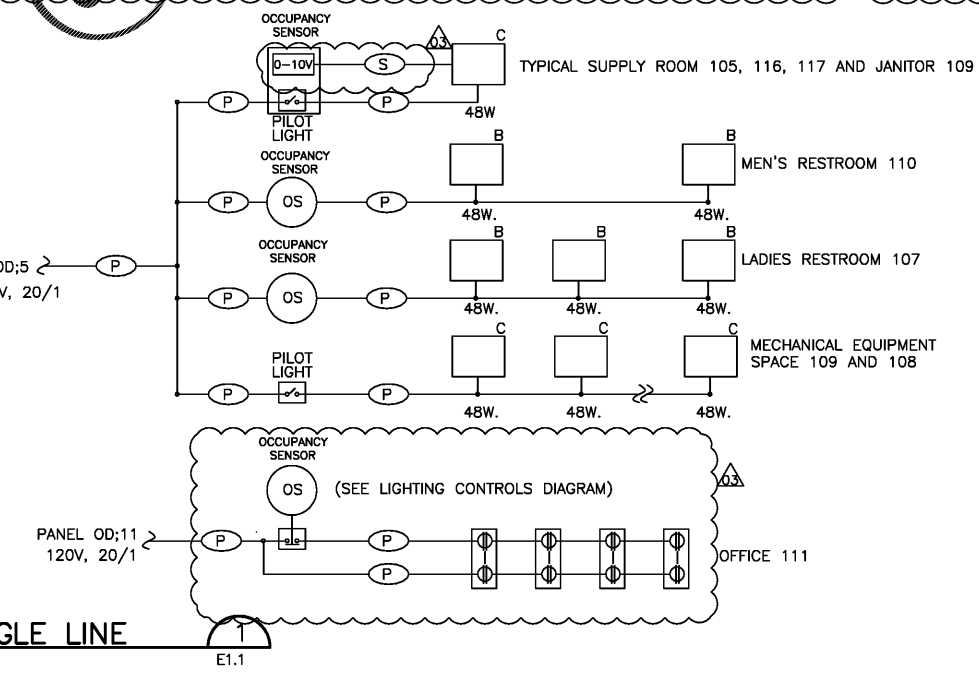 OCCUPANCY
SENSOR
03
C
0-10V
S
TYPICAL SUPPLY ROOM 105, 116, 117 AND JANITOR 109
P
P
48W
PILOT
LIGHT
OCCUPANCY
SENSOR
B
B
MEN'S RESTROOM 110
P
OS
P
48W.
48W.
OCCUPANCY
SENSOR
B
B
B
LADIES RESTROOM 107
OD;5
P
V, 20/1
P
OS
P
48W.
48W.
48W.
PILOT
LIGHT
C
C
C
MECHANICAL EQUIPMENT
SPACE 109 AND 108
P
P
48W.
48W.
48W.
OCCUPANCY
SENSOR
OS
(SEE LIGHTING CONTROLS DIAGRAM)
03
PANEL OD;11
120V, 20/1
P
P
P
OFFICE 111
GLE LINE
1
E1.1